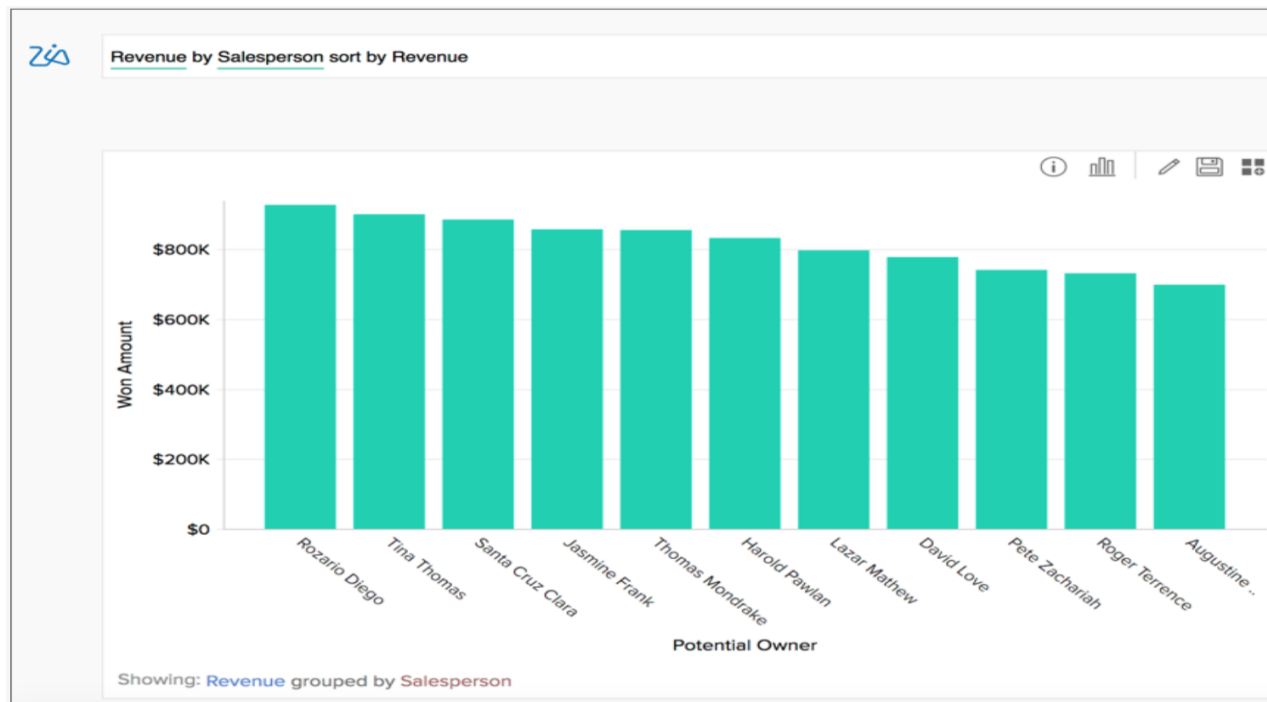 Zia
Revenue by Salesperson sort by Revenue
$800K
$600K
$400K
$200K
$0
Won Amount
Rozario Diego
Tina Thomas
Santa Cruz Clara
Jasmine Frank
Thomas Mondrake
Harold Pawlan
Lazar Mathew
David Love
Pete Zachariah
Roger Terrence
Augustine ..
Potential Owner
Showing: Revenue grouped by Salesperson